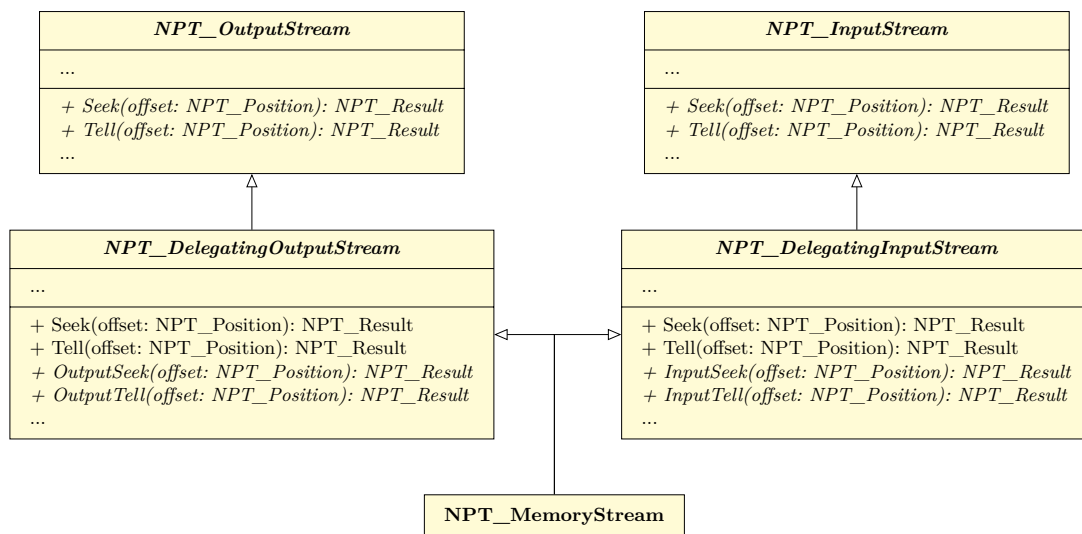 NPT_OutputStream
...
+ Seek(offset: NPT_Position): NPT_Result
+ Tell(offset: NPT_Position): NPT_Result
...
NPT_InputStream
...
+ Seek(offset: NPT_Position): NPT_Result
+ Tell(offset: NPT_Position): NPT_Result
...
NPT_DelegatingOutputStream
...
+ Seek(offset: NPT_Position): NPT_Result
+ Tell(offset: NPT_Position): NPT_Result
+ OutputSeek(offset: NPT_Position): NPT_Result
+ OutputTell(offset: NPT_Position): NPT_Result
...
NPT_DelegatingInputStream
...
+ Seek(offset: NPT_Position): NPT_Result
+ Tell(offset: NPT_Position): NPT_Result
+ InputSeek(offset: NPT_Position): NPT_Result
+ InputTell(offset: NPT_Position): NPT_Result
...
NPT_MemoryStream